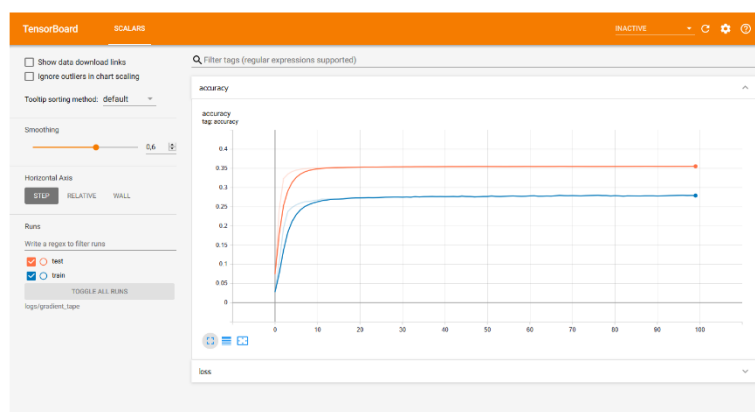 TensorBoard SCALARS INACTIVE
Show data download links
Ignore outliers in chart scaling
Tooltip sorting method: default
Smoothing
0,6
Horizontal Axis
STEP RELATIVE WALL
Runs
Write a regex to filter runs
test
train
TOGGLE ALL RUNS
logs/gradient_tape
Filter tags (regular expressions supported)
accuracy
accuracy
tag: accuracy
0.4
0.35
0.3
0.25
0.2
0.15
0.1
0.05
0
0 10 20 30 40 50 60 70 80 90 100
loss